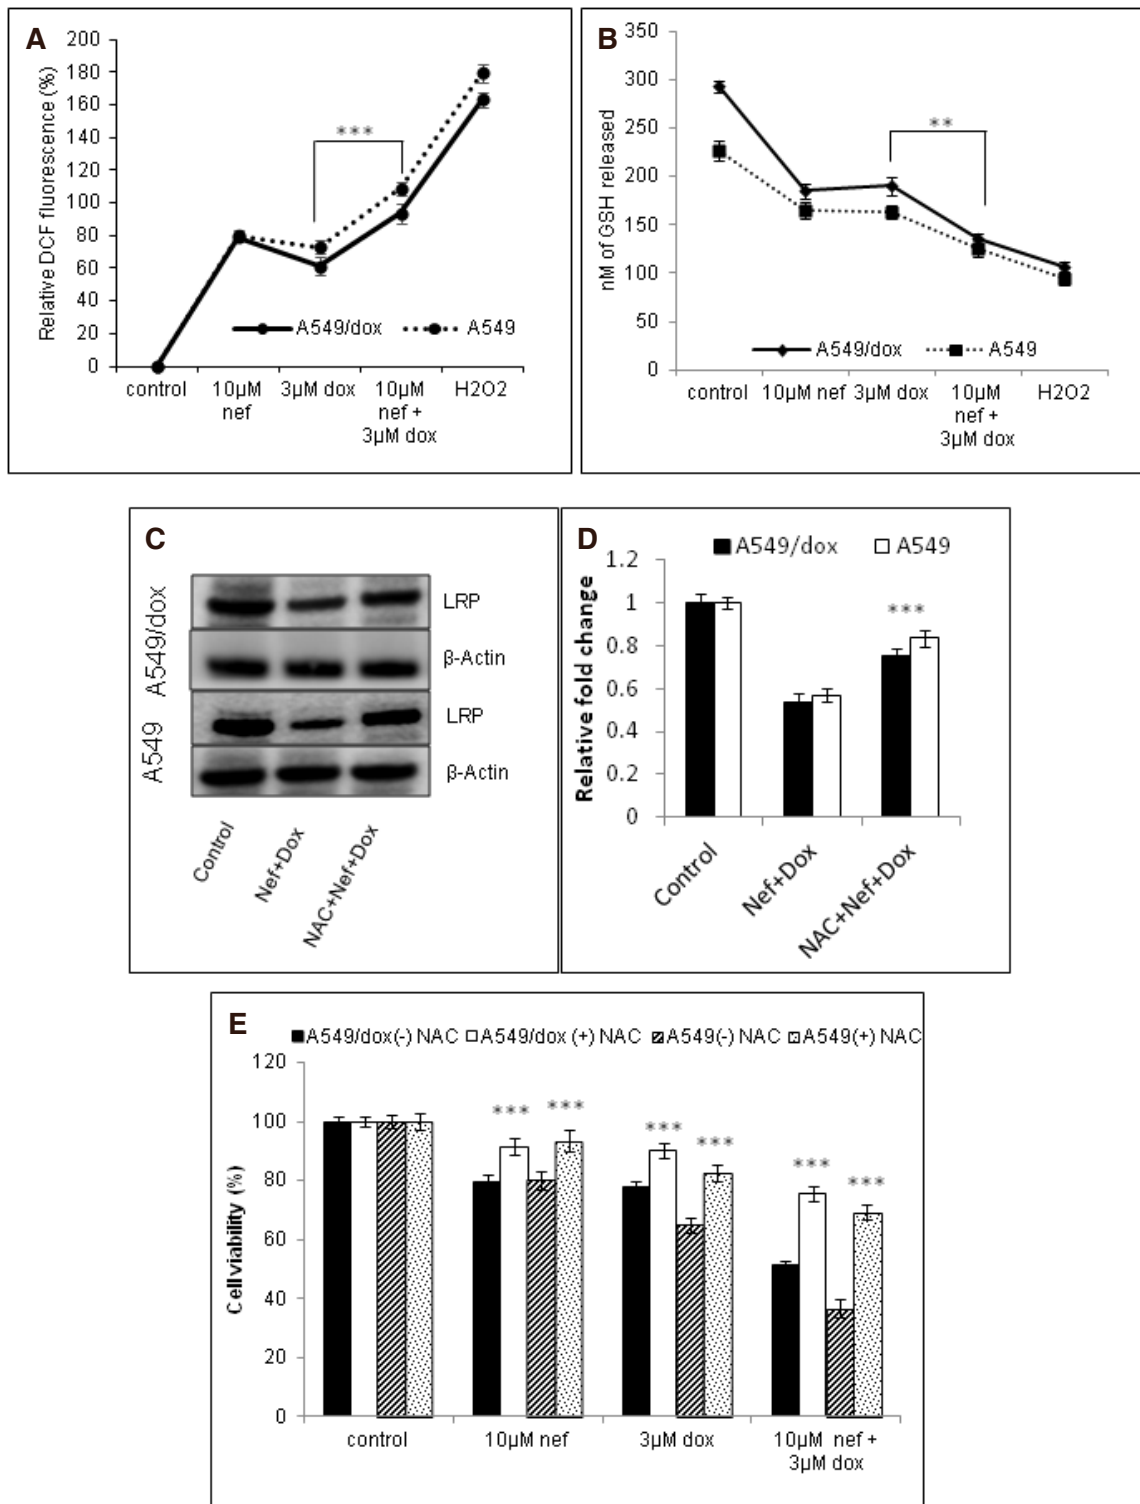 A
Relative DCF fluorescence (%)
200
180
160
140
120
100
80
60
40
20
0
***
A549/dox
A549
control
10µM nef
3µM dox
10µM nef + 3µM dox
H2O2
B
nM of GSH released
350
300
250
200
150
100
50
0
**
A549/dox
A549
control
10µM nef
3µM dox
10µM nef + 3µM dox
H2O2
C
A549/dox
A549
LRP
β-Actin
LRP
β-Actin
Control
Nef+Dox
NAC+Nef+Dox
D
A549/dox
A549
Relative fold change
1.2
1
0.8
0.6
0.4
0.2
0
***
Control
Nef+Dox
NAC+Nef+Dox
E
A549/dox(-) NAC
A549/dox (+) NAC
A549(-) NAC
A549(+) NAC
Cell viability (%)
120
100
80
60
40
20
0
***
***
***
***
***
***
control
10µM nef
3µM dox
10µM nef +
3µM dox